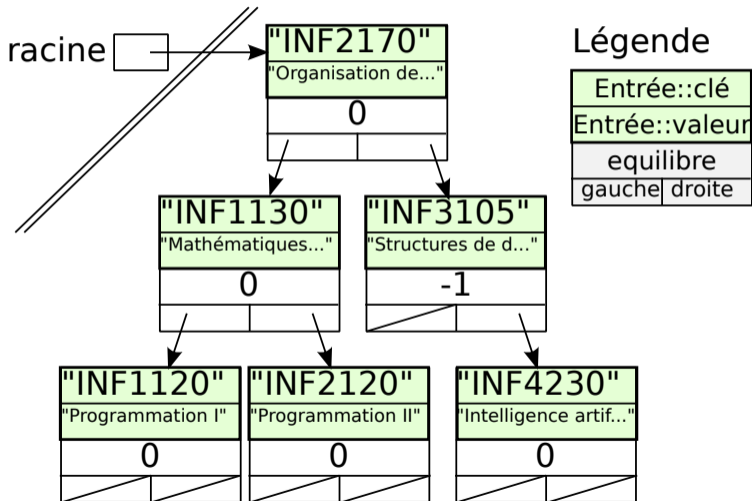 racine
"INF2170"
"Organisation de..."
0
Légende
Entrée::clé
Entrée::valeur
equilibre
gauche droite
"INF1130"
"Mathématiques..."
0
"INF3105"
"Structures de d..."
-1
"INF1120"
"Programmation I"
0
"INF2120"
"Programmation II"
0
"INF4230"
"Intelligence artif..."
0